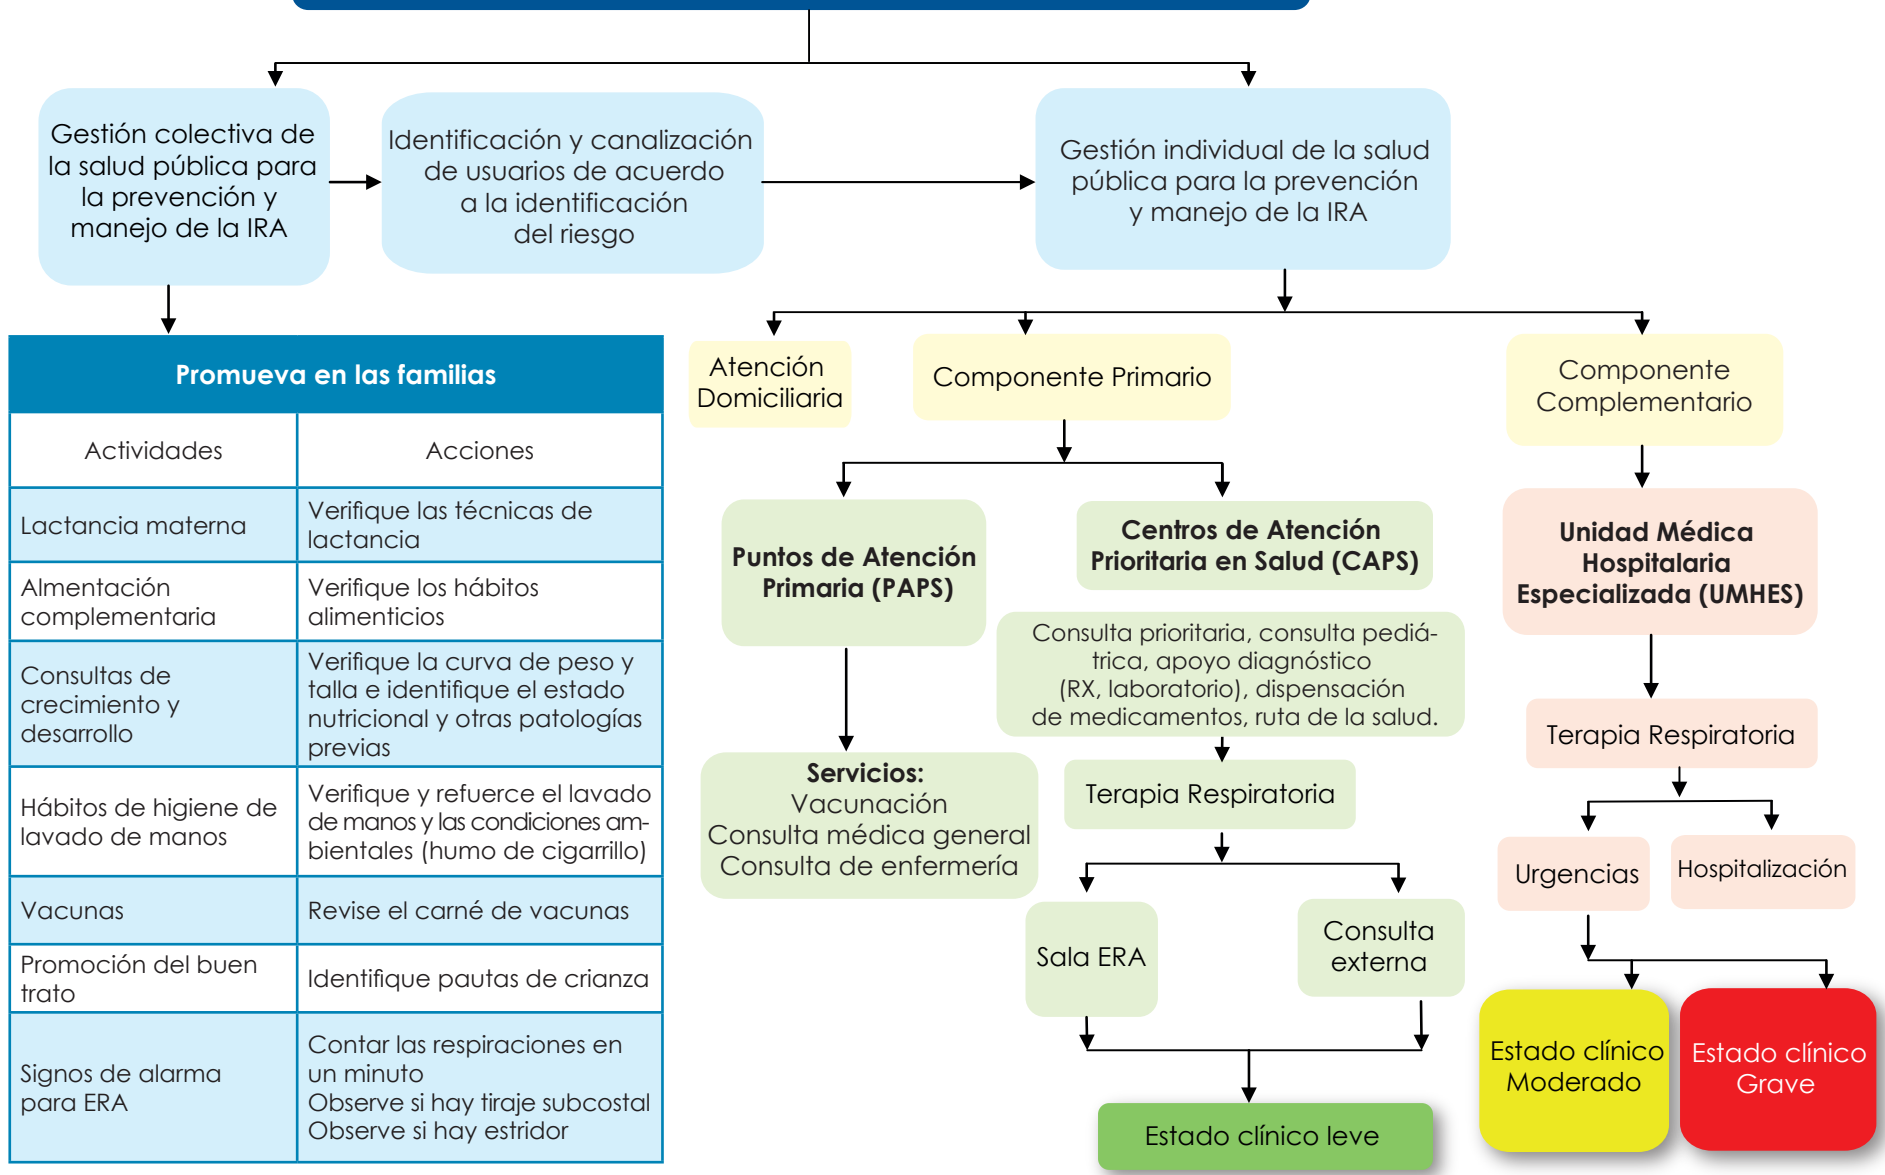 Gestión colectiva de
la salud pública para
la prevención y
manejo de la IRA
Identificación y canalización
de usuarios de acuerdo
a la identificación
del riesgo
Gestión individual de la salud
pública para la prevención
y manejo de la IRA
Promueva en las familias
Actividades
Acciones
Lactancia materna
Verifique las técnicas de
lactancia
Alimentación
complementaria
Verifique los hábitos
alimenticios
Consultas de
crecimiento y
desarrollo
Verifique la curva de peso y
talla e identifique el estado
nutricional y otras patologías
previas
Hábitos de higiene de
lavado de manos
Verifique y refuerce el lavado
de manos y las condiciones am-
bientales (humo de cigarrillo)
Vacunas
Revise el carné de vacunas
Promoción del buen
trato
Identifique pautas de crianza
Signos de alarma
para ERA
Contar las respiraciones en
un minuto
Observe si hay tiraje subcostal
Observe si hay estridor
Atención
Domiciliaria
Componente Primario
Componente
Complementario
Puntos de Atención
Primaria (PAPS)
Servicios:
Vacunación
Consulta médica general
Consulta de enfermería
Centros de Atención
Prioritaria en Salud (CAPS)
Consulta prioritaria, consulta pediá-
trica, apoyo diagnóstico
(RX, laboratorio), dispensación
de medicamentos, ruta de la salud.
Terapia Respiratoria
Sala ERA
Consulta
externa
Estado clínico leve
Unidad Médica
Hospitalaria
Especializada (UMHES)
Terapia Respiratoria
Urgencias
Hospitalización
Estado clínico
Moderado
Estado clínico
Grave